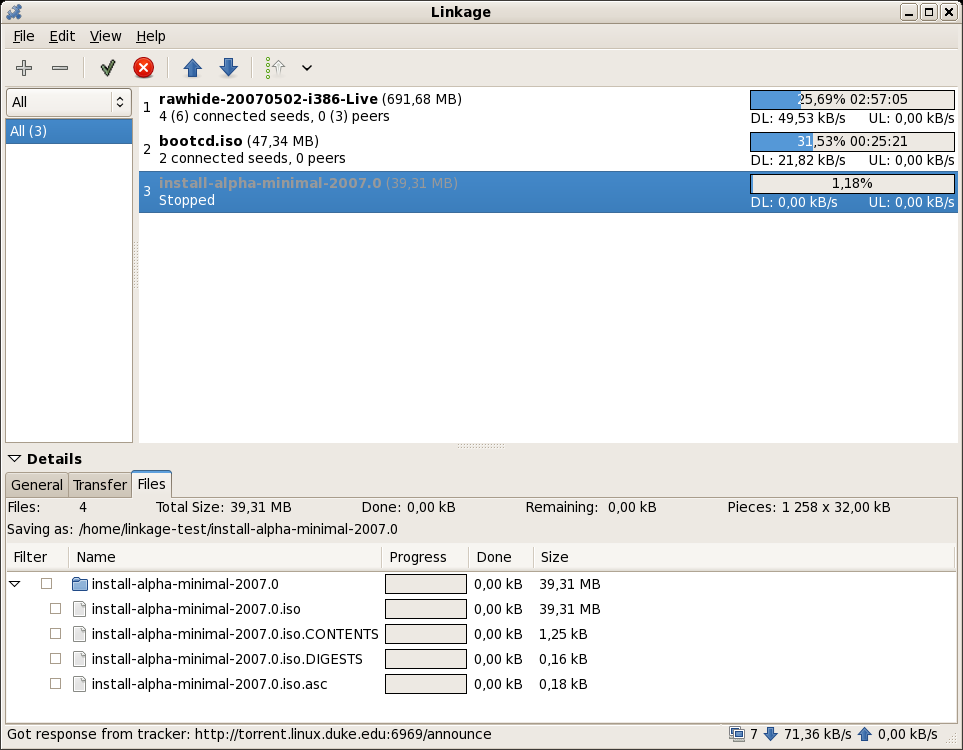 Linkage
File Edit View Help
All
All (3)
1 rawhide-20070502-i386-Live (691,68 MB) 25,69% 02:57:05
4 (6) connected seeds, 0 (3) peers DL: 49,53 kB/s UL: 0,00 kB/s
2 bootcd.iso (47,34 MB) 31,53% 00:25:21
2 connected seeds, 0 peers DL: 21,82 kB/s UL: 0,00 kB/s
3 install-alpha-minimal-2007.0 (39,31 MB) 1,18%
Stopped DL: 0,00 kB/s UL: 0,00 kB/s
Details
General Transfer Files
Files: 4 Total Size: 39,31 MB Done: 0,00 kB Remaining: 0,00 kB Pieces: 1 258 x 32,00 kB
Saving as: /home/linkage-test/install-alpha-minimal-2007.0
Filter Name Progress Done Size
install-alpha-minimal-2007.0 0,00 kB 39,31 MB
install-alpha-minimal-2007.0.iso 0,00 kB 39,31 MB
install-alpha-minimal-2007.0.iso.CONTENTS 0,00 kB 1,25 kB
install-alpha-minimal-2007.0.iso.DIGESTS 0,00 kB 0,16 kB
install-alpha-minimal-2007.0.iso.asc 0,00 kB 0,18 kB
Got response from tracker: http://torrent.linux.duke.edu:6969/announce 7 71,36 kB/s 0,00 kB/s